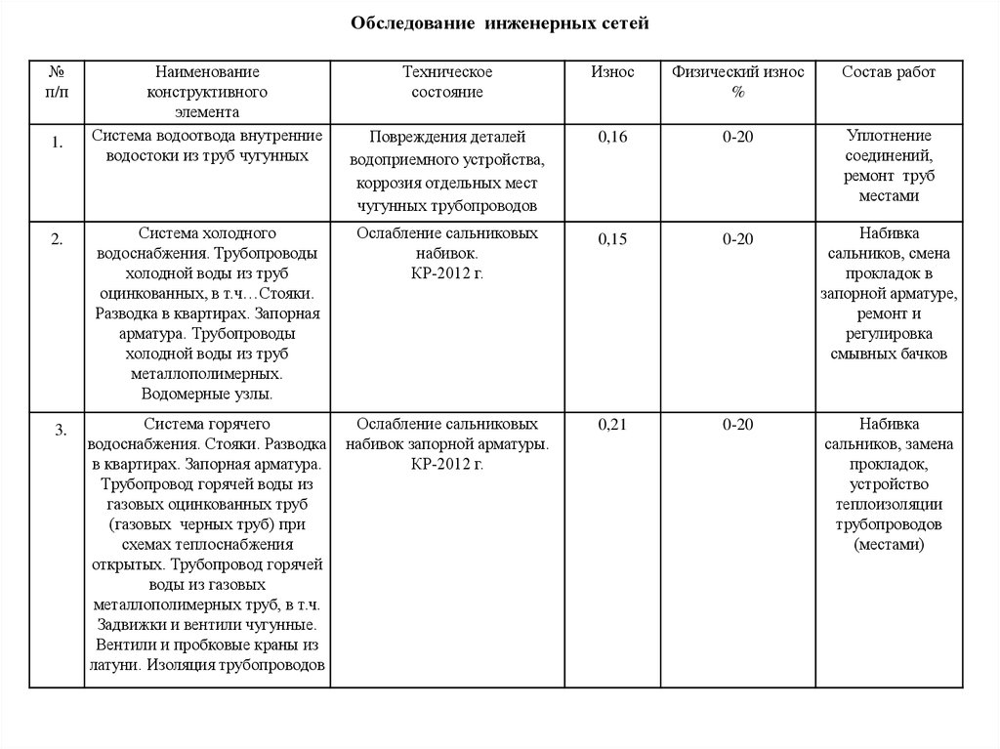 Обследование инженерных сетей
№
п/п
Наименование
конструктивного
элемента
Техническое
состояние
Износ
Физический износ
%
Состав работ
1.
Система водоотвода внутренние
водостоки из труб чугунных
Повреждения деталей
водоприемного устройства,
коррозия отдельных мест
чугунных трубопроводов
0,16
0-20
Уплотнение
соединений,
ремонт труб
местами
2.
Система холодного
водоснабжения. Трубопроводы
холодной воды из труб
оцинкованных, в т.ч…Стояки.
Разводка в квартирах. Запорная
арматура. Трубопроводы
холодной воды из труб
металлополимерных.
Водомерные узлы.
Ослабление сальниковых
набивок.
КР-2012 г.
0,15
0-20
Набивка
сальников, смена
прокладок в
запорной арматуре,
ремонт и
регулировка
смывных бачков
3.
Система горячего
водоснабжения. Стояки. Разводка
в квартирах. Запорная арматура.
Трубопровод горячей воды из
газовых оцинкованных труб
(газовых черных труб) при
схемах теплоснабжения
открытых. Трубопровод горячей
воды из газовых
металлополимерных труб, в т.ч.
Задвижки и вентили чугунные.
Вентили и пробковые краны из
латуни. Изоляция трубопроводов
Ослабление сальниковых
набивок запорной арматуры.
КР-2012 г.
0,21
0-20
Набивка
сальников, замена
прокладок,
устройство
теплоизоляции
трубопроводов
(местами)